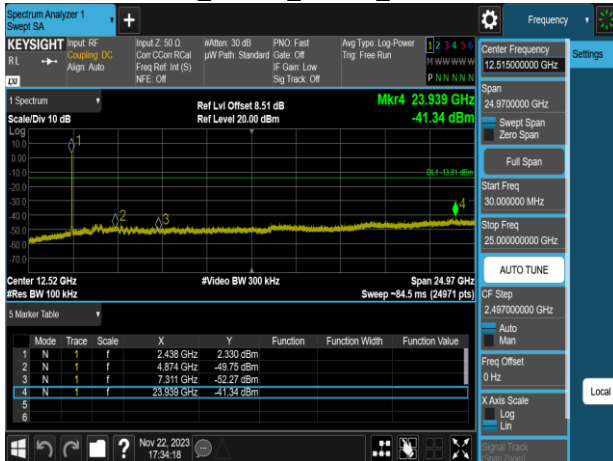 Spectrum Analyzer 1
Swept SA
Frequency
KEYSIGHT Input: RF
Coupling: DC
Align: Auto
RL
LXI
Input Z: 50 Ω
Corr CCorr RCal
Freq Ref: Int (S)
NFE: Off
#Atten: 30 dB
µW Path: Standard
PNO: Fast
Gate: Off
IF Gain: Low
Sig Track: Off
Avg Type: Log-Power
Trig: Free Run
1 2 3 4 5 6
M W W W W W
P N N N N N
1 Spectrum
Scale/Div 10 dB
Ref Lvl Offset 8.51 dB
Ref Level 20.00 dBm
Mkr4 23.939 GHz
-41.34 dBm
Log
10.0
0.00
-10.0
-20.0
-30.0
-40.0
-50.0
-60.0
-70.0
1
2
3
4
DL1 -13.81 dBm
Center 12.52 GHz
#Res BW 100 kHz
#Video BW 300 kHz
Span 24.97 GHz
Sweep ~84.5 ms (24971 pts)
5 Marker Table
Mode Trace Scale X Y Function Function Width Function Value
1 N 1 f 2.438 GHz 2.330 dBm
2 N 1 f 4.874 GHz -49.75 dBm
3 N 1 f 7.311 GHz -52.27 dBm
4 N 1 f 23.939 GHz -41.34 dBm
5
6
Nov 22, 2023
17:34:18
Center Frequency
12.515000000 GHz
Settings
Span
24.9700000 GHz
Swept Span
Zero Span
Full Span
Start Freq
30.000000 MHz
Stop Freq
25.000000000 GHz
AUTO TUNE
CF Step
2.497000000 GHz
Auto
Man
Freq Offset
0 Hz
X Axis Scale
Log
Lin
Local
Signal Track
(Span Zoom)